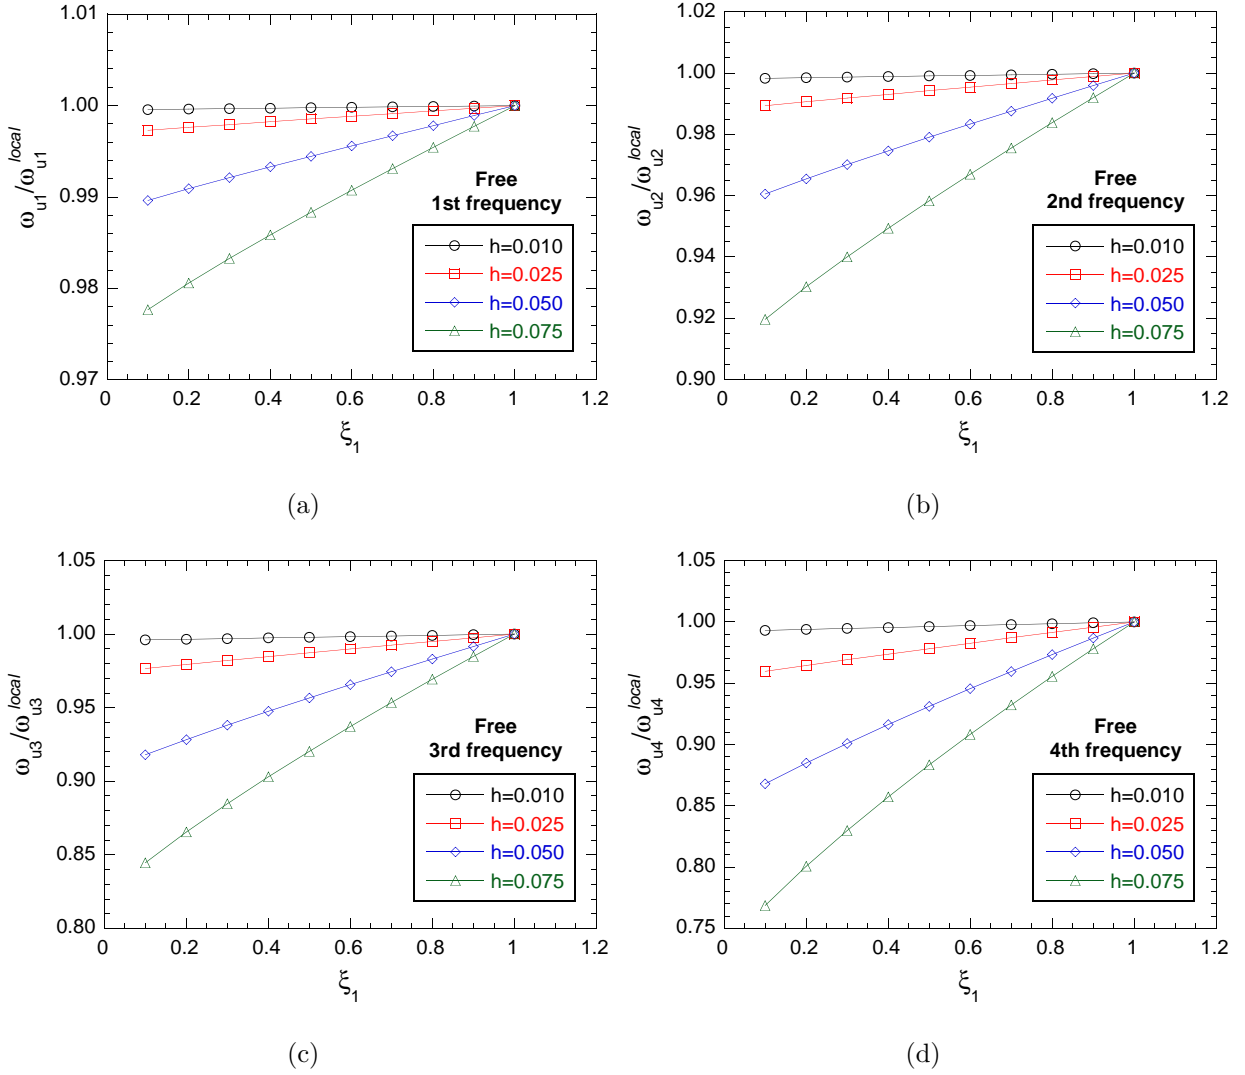 1.01
1.00
0.99
0.98
0.97
0 0.2 0.4 0.6 0.8 1 1.2
ω_u1/ω_u1^local
ξ_1
Free
1st frequency
h=0.010
h=0.025
h=0.050
h=0.075
(a)
1.02
1.00
0.98
0.96
0.94
0.92
0.90
0 0.2 0.4 0.6 0.8 1 1.2
ω_u2/ω_u2^local
ξ_1
Free
2nd frequency
h=0.010
h=0.025
h=0.050
h=0.075
(b)
1.05
1.00
0.95
0.90
0.85
0.80
0 0.2 0.4 0.6 0.8 1 1.2
ω_u3/ω_u3^local
ξ_1
Free
3rd frequency
h=0.010
h=0.025
h=0.050
h=0.075
(c)
1.05
1.00
0.95
0.90
0.85
0.80
0.75
0 0.2 0.4 0.6 0.8 1 1.2
ω_u4/ω_u4^local
ξ_1
Free
4th frequency
h=0.010
h=0.025
h=0.050
h=0.075
(d)